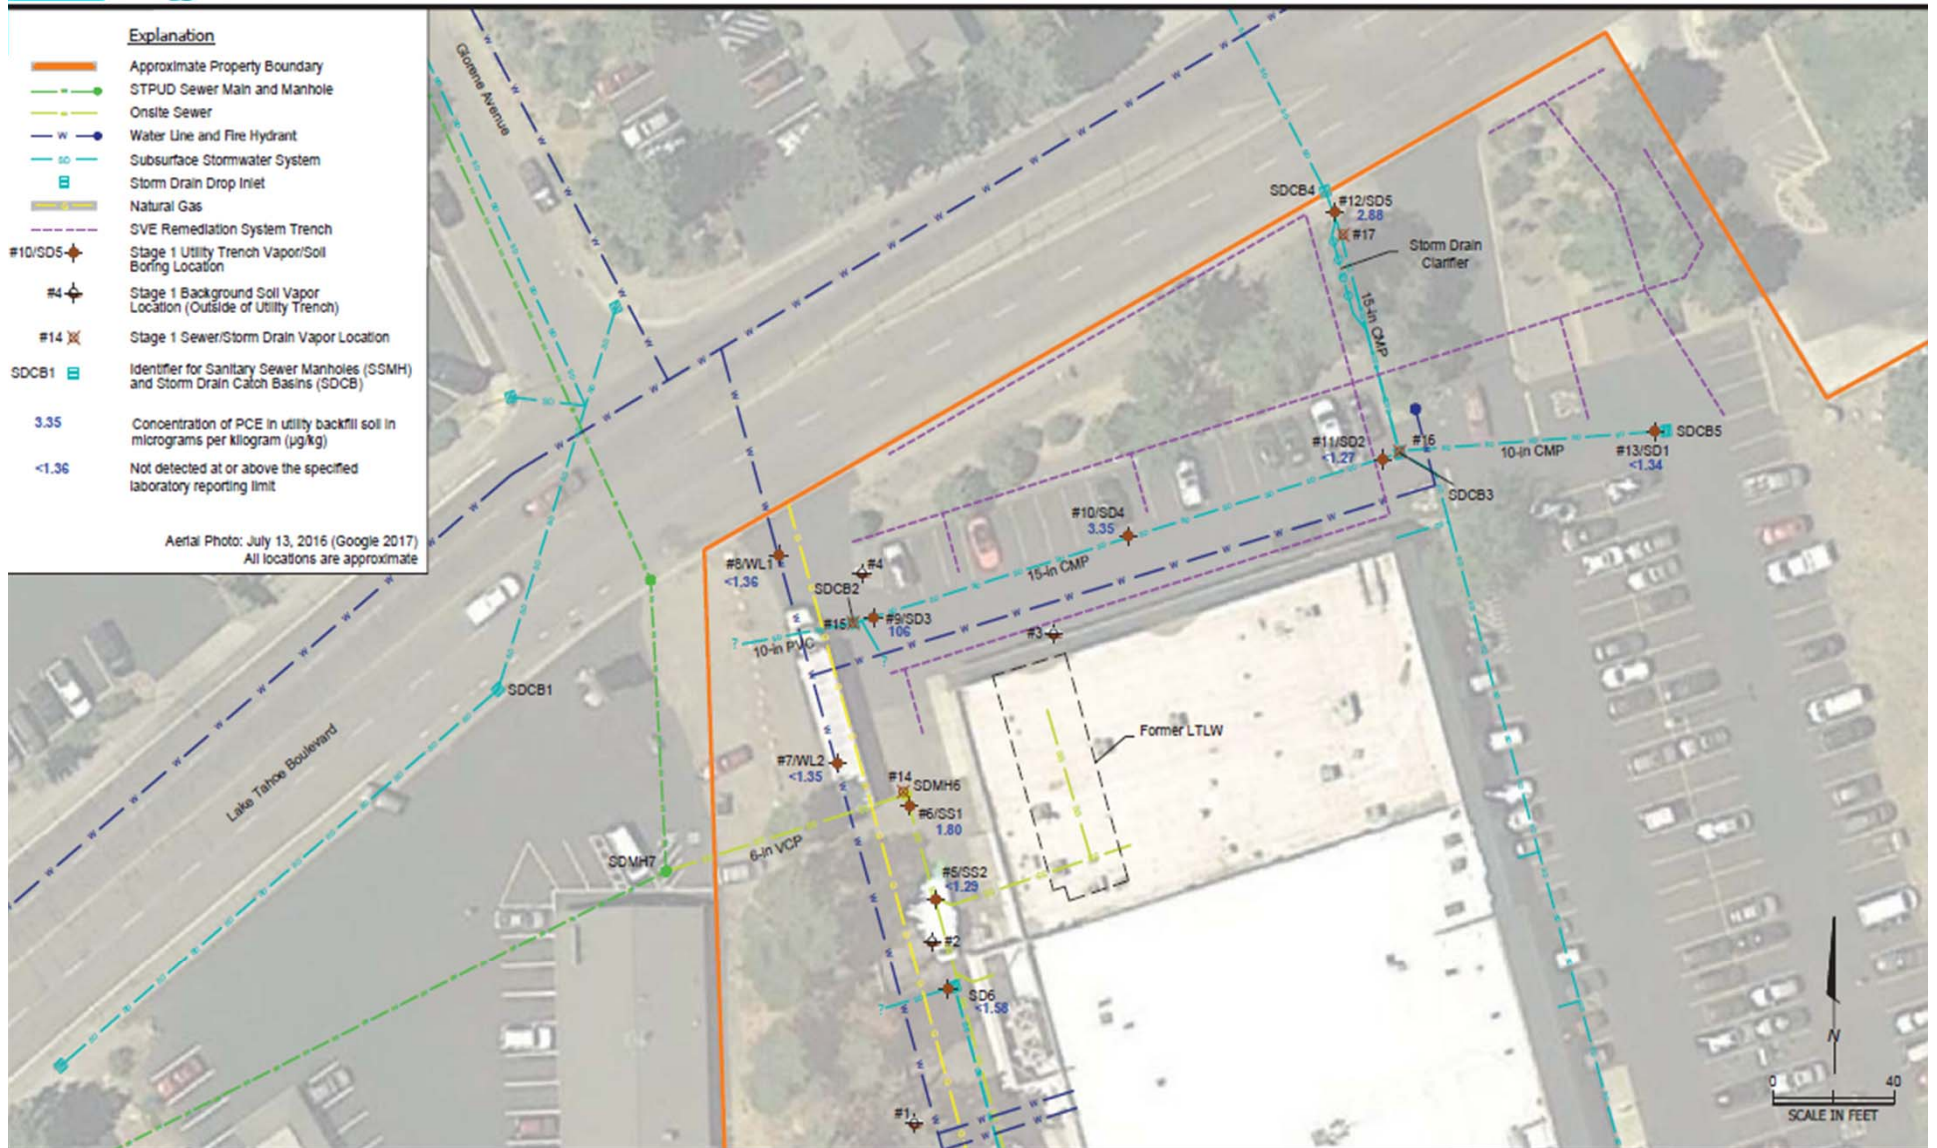 Explanation
Approximate Property Boundary
STPUD Sewer Main and Manhole
Onsite Sewer
W Water Line and Fire Hydrant
SD Subsurface Stormwater System
Storm Drain Drop Inlet
G Natural Gas
SVE Remediation System Trench
#10/SD5 Stage 1 Utility Trench Vapor/Soil
Boring Location
#4 Stage 1 Background Soil Vapor
Location (Outside of Utility Trench)
#14 Stage 1 Sewer/Storm Drain Vapor Location
SDCB1 Identifier for Sanitary Sewer Manholes (SSMH)
and Storm Drain Catch Basins (SDCB)
3.35 Concentration of PCE in utility backfill soil in
micrograms per kilogram (µg/kg)
<1.36 Not detected at or above the specified
laboratory reporting limit
Aerial Photo: July 13, 2016 (Google 2017)
All locations are approximate
Glorene Avenue
Lake Tahoe Boulevard
SDCB4
#12/SD5
2.88
#17
Storm Drain
Clarifier
15-in CMP
#11/SD2
<1.27
#16
10-in CMP
SDCB5
#13/SD1
<1.34
SDCB3
#10/SD4
3.35
15-in CMP
#8/WL1
<1.36
#4
SDCB2
#15
#9/SD3
106
?
10-in PVC
?
#3
SDCB1
Former LTLW
#7/WL2
<1.35
#14
SDMH6
#6/SS1
1.80
6-in VCP
SDMH7
#5/SS2
<1.29
#2
SD6
<1.58
?
#1
N
0 40
SCALE IN FEET